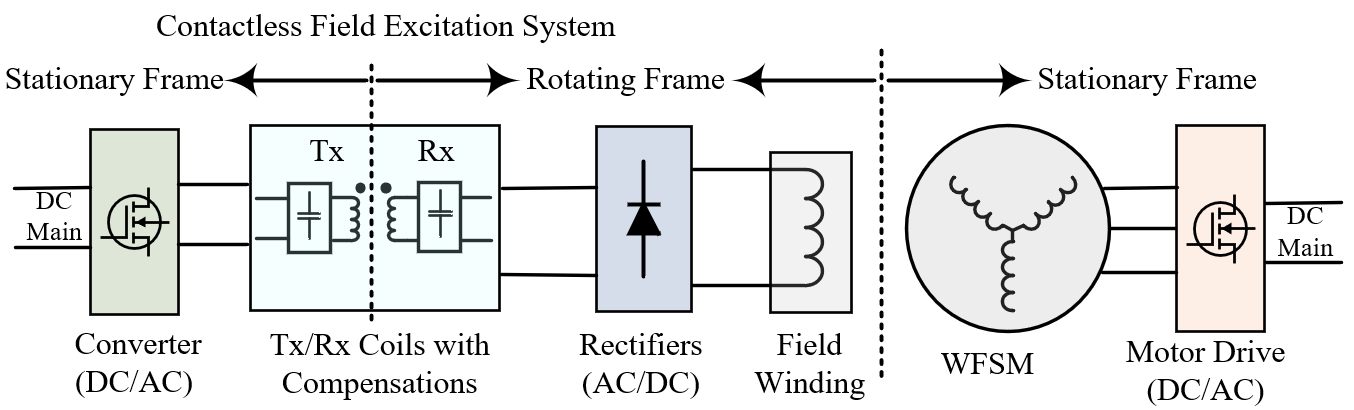 Contactless Field Excitation System
Stationary Frame
Rotating Frame
Stationary Frame
Tx
Rx
DC
Main
DC
Main
Converter
(DC/AC)
Tx/Rx Coils with
Compensations
Rectifiers
(AC/DC)
Field
Winding
WFSM
Motor Drive
(DC/AC)